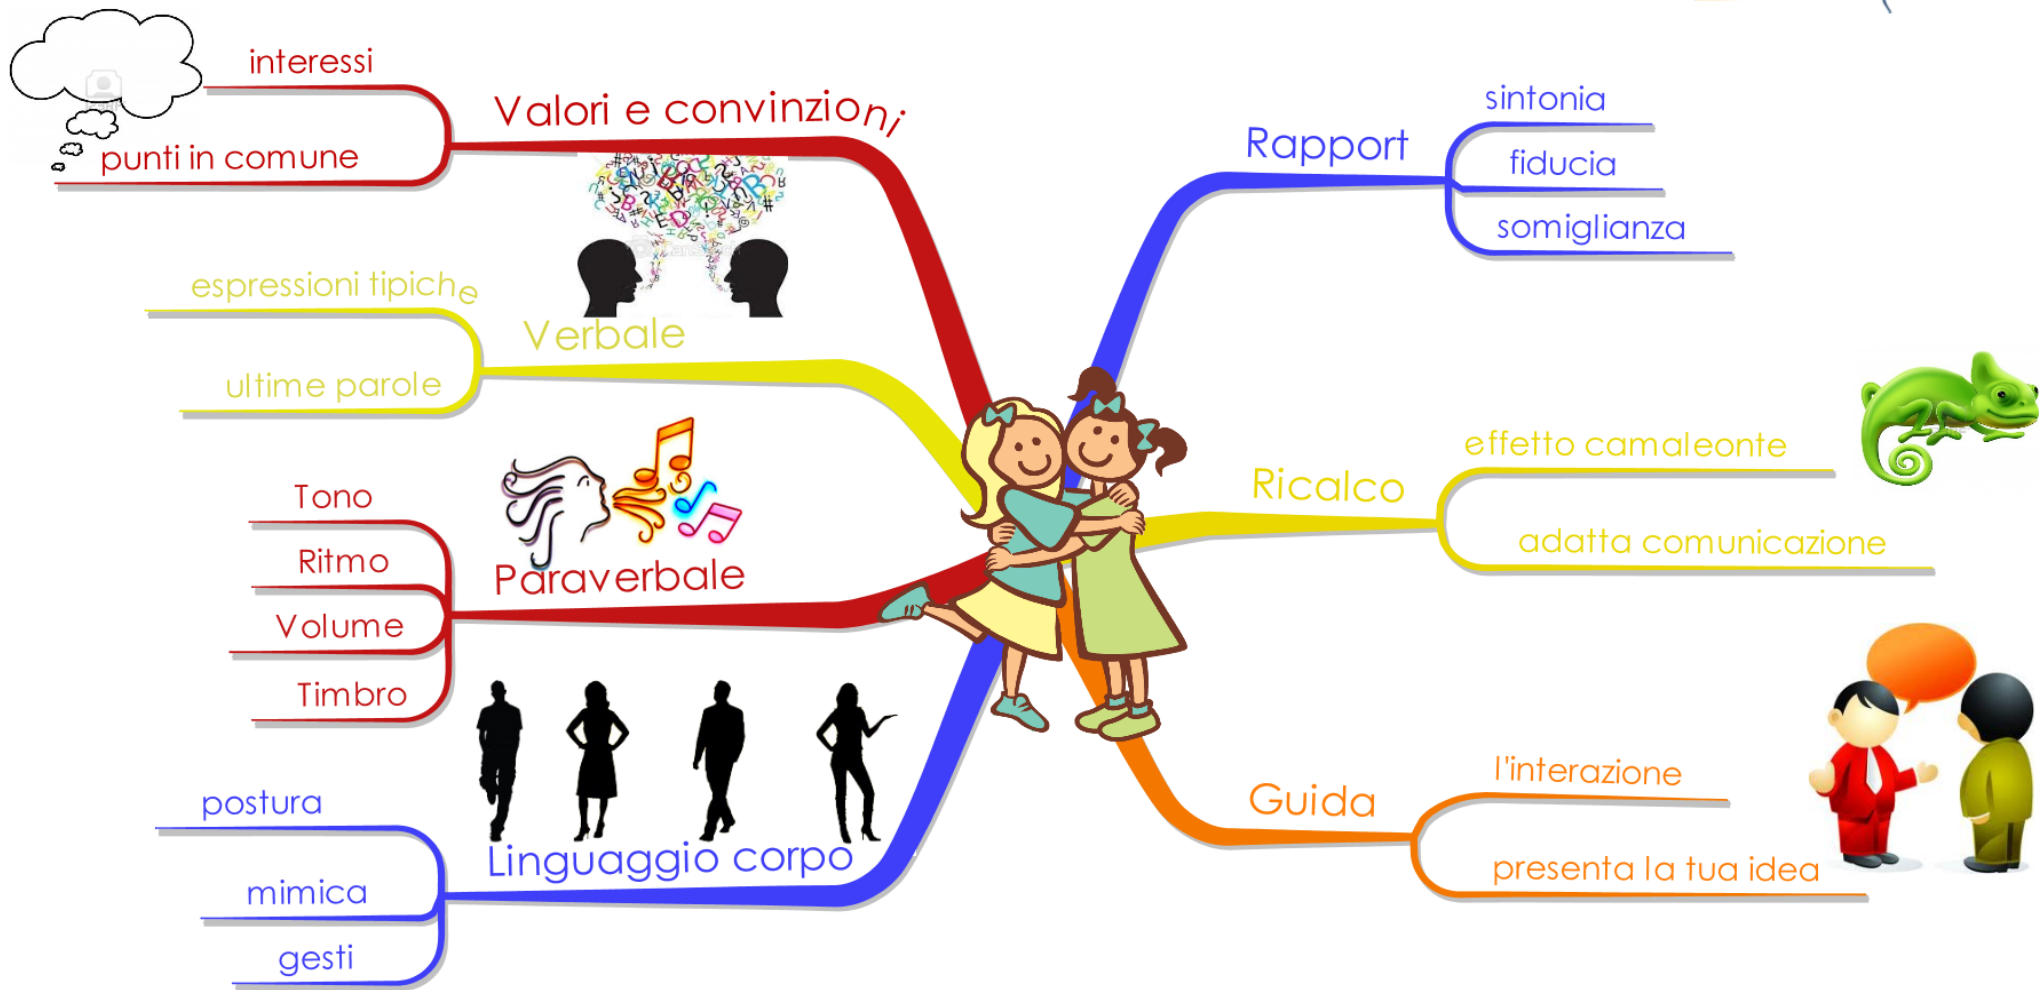 interessi
Valori e convinzioni
punti in comune
espressioni tipiche
Verbale
ultime parole
Tono
Ritmo
Paraverbale
Volume
Timbro
postura
Linguaggio corpo
mimica
gesti
sintonia
Rapport
fiducia
somiglianza
effetto camaleonte
Ricalco
adatta comunicazione
l'interazione
Guida
presenta la tua idea